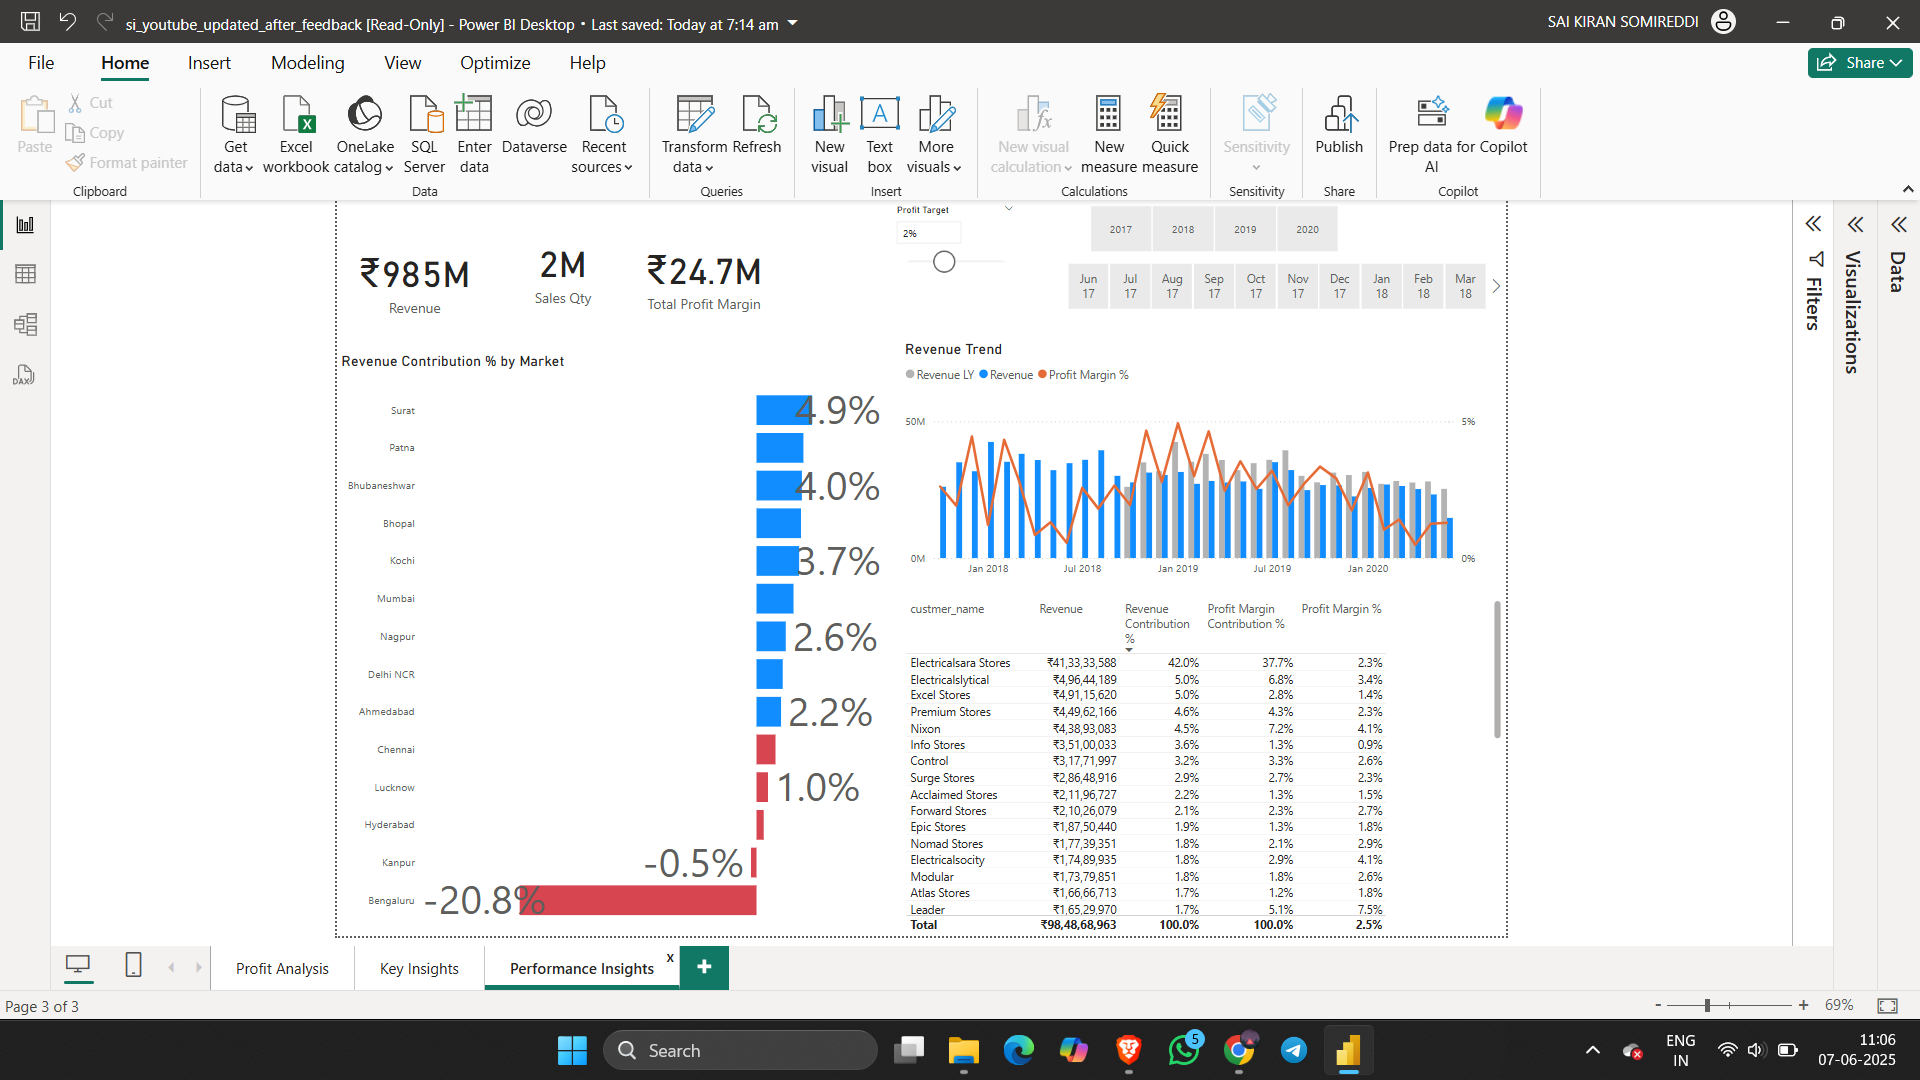 si_youtube_updated_after_feedback [Read-Only] - Power BI Desktop • Last saved: Today at 7:14 am
SAI KIRAN SOMIREDDI
File
Home
Insert
Modeling
View
Optimize
Help
Share
Paste
Cut
Copy
Format painter
Clipboard
Get data
Excel workbook
OneLake catalog
SQL Server
Enter data
Dataverse
Recent sources
Data
Transform data
Refresh
Queries
New visual
Text box
More visuals
Insert
New visual calculation
New measure
Quick measure
Calculations
Sensitivity
Sensitivity
Publish
Share
Prep data for AI
Copilot
Copilot
DAX
₹985M
Revenue
2M
Sales Qty
₹24.7M
Total Profit Margin
Profit Target
2%
2017 2018 2019 2020
Jun 17 Jul 17 Aug 17 Sep 17 Oct 17 Nov 17 Dec 17 Jan 18 Feb 18 Mar 18
Revenue Contribution % by Market
Surat 4.9%
Patna
Bhubaneshwar 4.0%
Bhopal
Kochi 3.7%
Mumbai
Nagpur 2.6%
Delhi NCR
Ahmedabad 2.2%
Chennai
Lucknow 1.0%
Hyderabad
Kanpur -0.5%
Bengaluru -20.8%
Revenue Trend
Revenue LY Revenue Profit Margin %
50M 5%
0M 0%
Jan 2018 Jul 2018 Jan 2019 Jul 2019 Jan 2020
custmer_name Revenue Revenue Contribution % Profit Margin Contribution % Profit Margin %
Electricalsara Stores ₹41,33,33,588 42.0% 37.7% 2.3%
Electricalslytical ₹4,96,44,189 5.0% 6.8% 3.4%
Excel Stores ₹4,91,15,620 5.0% 2.8% 1.4%
Premium Stores ₹4,49,62,166 4.6% 4.3% 2.3%
Nixon ₹4,38,93,083 4.5% 7.2% 4.1%
Info Stores ₹3,51,00,033 3.6% 1.3% 0.9%
Control ₹3,17,71,997 3.2% 3.3% 2.6%
Surge Stores ₹2,86,48,916 2.9% 2.7% 2.3%
Acclaimed Stores ₹2,11,96,727 2.2% 1.3% 1.5%
Forward Stores ₹2,10,26,079 2.1% 2.3% 2.7%
Epic Stores ₹1,87,50,440 1.9% 1.3% 1.8%
Nomad Stores ₹1,77,39,351 1.8% 2.1% 2.9%
Electricalsocity ₹1,74,89,935 1.8% 2.9% 4.1%
Modular ₹1,73,79,851 1.8% 1.8% 2.6%
Atlas Stores ₹1,66,66,713 1.7% 1.2% 1.8%
Leader ₹1,65,29,970 1.7% 5.1% 7.5%
Total ₹98,48,68,963 100.0% 100.0% 2.5%
Filters
Visualizations
Data
Profit Analysis
Key Insights
Performance Insights
x
+
Page 3 of 3
- + 69%
Search
5
ENG
IN
11:06
07-06-2025